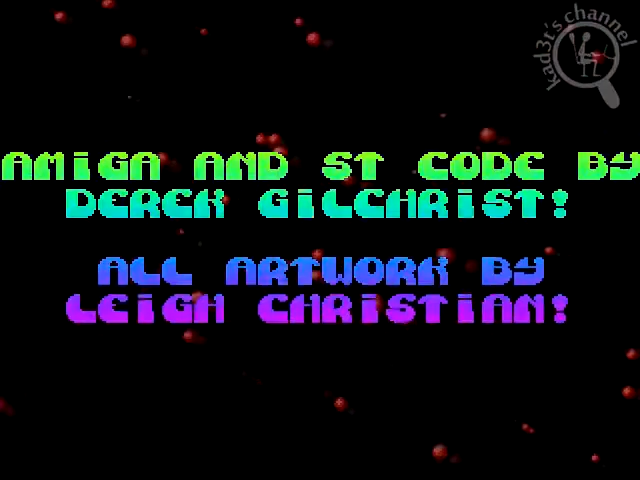 kad3t's channel
AMiGA AND ST CODE BY
DEREK GiLCHRiST!
ALL ARTWORK BY
LEiGH CHRiSTiAN!